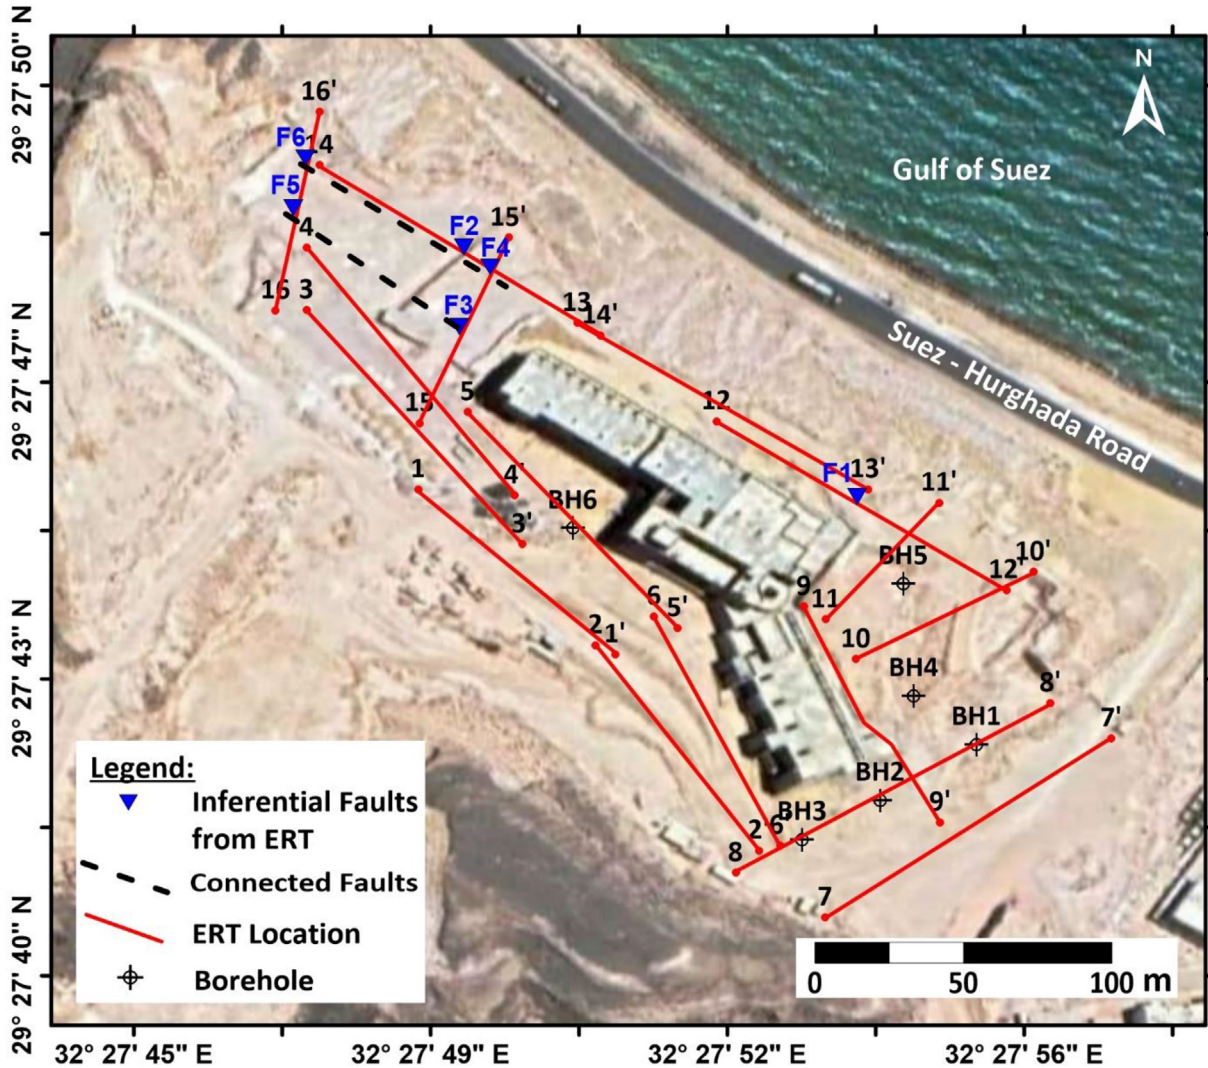 29° 27' 50" N
29° 27' 47" N
29° 27' 43" N
29° 27' 40" N
N
Gulf of Suez
Suez - Hurghada Road
16'
F6
14
F5
4
F2
15'
F4
16
3
F3
13
14'
15
5
12
1
4'
F1
13'
11'
BH6
3'
BH5
10'
12'
9
11
6
5'
2
1'
10
BH4
8'
BH1
7'
BH2
9'
BH3
2'
6'
8
7
Legend:
Inferential Faults
from ERT
Connected Faults
ERT Location
Borehole
0 50 100 m
32° 27' 45" E 32° 27' 49" E 32° 27' 52" E 32° 27' 56" E